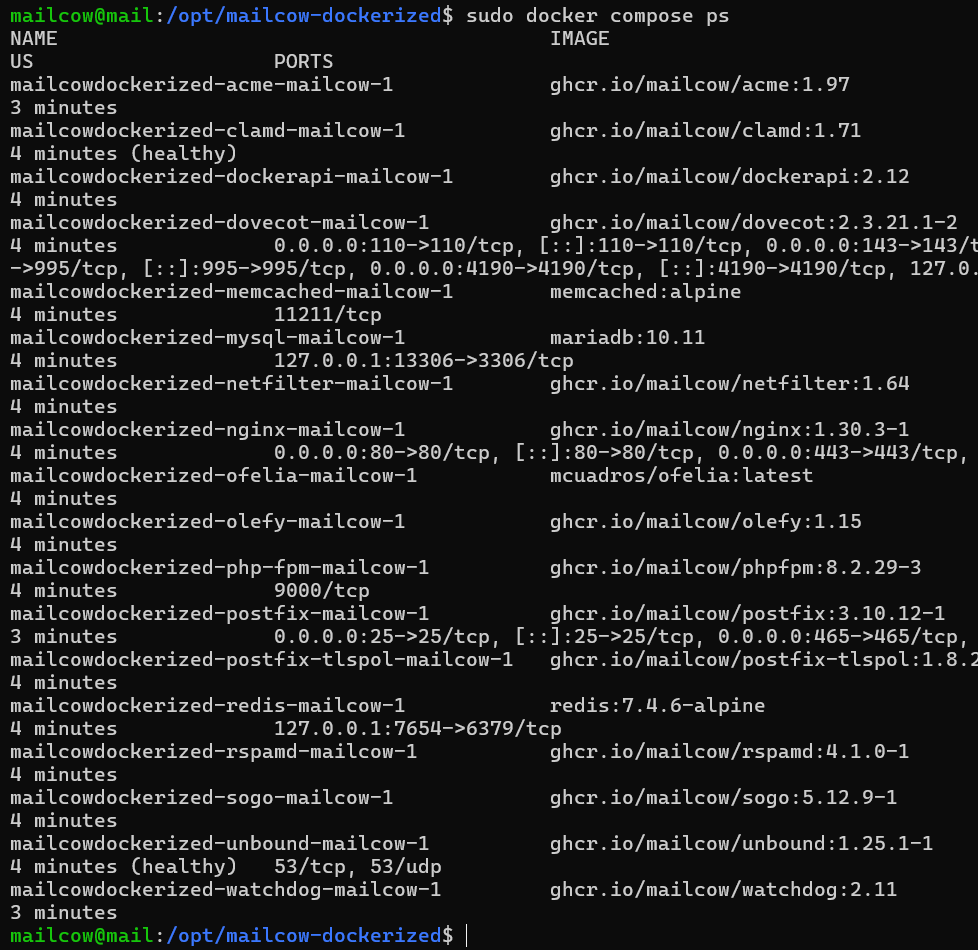 mailcow@mail:/opt/mailcow-dockerized$ sudo docker compose ps
NAME                                         IMAGE
US                    PORTS
mailcowdockerized-acme-mailcow-1             ghcr.io/mailcow/acme:1.97
3 minutes
mailcowdockerized-clamd-mailcow-1            ghcr.io/mailcow/clamd:1.71
4 minutes (healthy)
mailcowdockerized-dockerapi-mailcow-1        ghcr.io/mailcow/dockerapi:2.12
4 minutes
mailcowdockerized-dovecot-mailcow-1          ghcr.io/mailcow/dovecot:2.3.21.1-2
4 minutes             0.0.0.0:110->110/tcp, [::]:110->110/tcp, 0.0.0.0:143->143/t
->995/tcp, [::]:995->995/tcp, 0.0.0.0:4190->4190/tcp, [::]:4190->4190/tcp, 127.0.
mailcowdockerized-memcached-mailcow-1        memcached:alpine
4 minutes             11211/tcp
mailcowdockerized-mysql-mailcow-1            mariadb:10.11
4 minutes             127.0.0.1:13306->3306/tcp
mailcowdockerized-netfilter-mailcow-1        ghcr.io/mailcow/netfilter:1.64
4 minutes
mailcowdockerized-nginx-mailcow-1            ghcr.io/mailcow/nginx:1.30.3-1
4 minutes             0.0.0.0:80->80/tcp, [::]:80->80/tcp, 0.0.0.0:443->443/tcp,
mailcowdockerized-ofelia-mailcow-1           mcuadros/ofelia:latest
4 minutes
mailcowdockerized-olefy-mailcow-1            ghcr.io/mailcow/olefy:1.15
4 minutes
mailcowdockerized-php-fpm-mailcow-1          ghcr.io/mailcow/phpfpm:8.2.29-3
4 minutes             9000/tcp
mailcowdockerized-postfix-mailcow-1          ghcr.io/mailcow/postfix:3.10.12-1
3 minutes             0.0.0.0:25->25/tcp, [::]:25->25/tcp, 0.0.0.0:465->465/tcp,
mailcowdockerized-postfix-tlspol-mailcow-1   ghcr.io/mailcow/postfix-tlspol:1.8.2
4 minutes
mailcowdockerized-redis-mailcow-1            redis:7.4.6-alpine
4 minutes             127.0.0.1:7654->6379/tcp
mailcowdockerized-rspamd-mailcow-1           ghcr.io/mailcow/rspamd:4.1.0-1
4 minutes
mailcowdockerized-sogo-mailcow-1             ghcr.io/mailcow/sogo:5.12.9-1
4 minutes
mailcowdockerized-unbound-mailcow-1          ghcr.io/mailcow/unbound:1.25.1-1
4 minutes (healthy)   53/tcp, 53/udp
mailcowdockerized-watchdog-mailcow-1         ghcr.io/mailcow/watchdog:2.11
3 minutes
mailcow@mail:/opt/mailcow-dockerized$